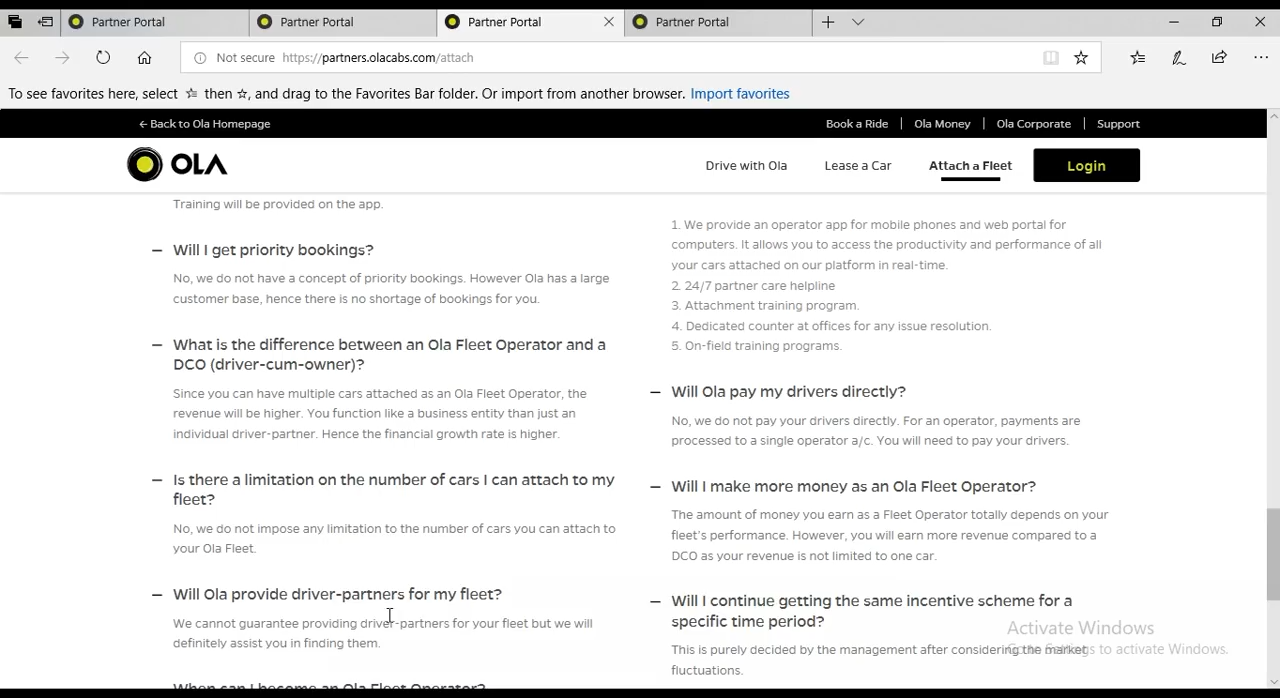 Partner Portal
Partner Portal
Partner Portal
Partner Portal
Not secure https://partners.olacabs.com/attach
To see favorites here, select ☆ then ☆, and drag to the Favorites Bar folder. Or import from another browser. Import favorites
← Back to Ola Homepage
Book a Ride | Ola Money | Ola Corporate | Support
OLA
Drive with Ola
Lease a Car
Attach a Fleet
Login
Training will be provided on the app.
– Will I get priority bookings?
No, we do not have a concept of priority bookings. However Ola has a large
customer base, hence there is no shortage of bookings for you.
– What is the difference between an Ola Fleet Operator and a
DCO (driver-cum-owner)?
Since you can have multiple cars attached as an Ola Fleet Operator, the
revenue will be higher. You function like a business entity than just an
individual driver-partner. Hence the financial growth rate is higher.
– Is there a limitation on the number of cars I can attach to my
fleet?
No, we do not impose any limitation to the number of cars you can attach to
your Ola Fleet.
– Will Ola provide driver-partners for my fleet?
We cannot guarantee providing driver-partners for your fleet but we will
definitely assist you in finding them.
When can I become an Ola Fleet Operator?
1. We provide an operator app for mobile phones and web portal for
computers. It allows you to access the productivity and performance of all
your cars attached on our platform in real-time.
2. 24/7 partner care helpline
3. Attachment training program.
4. Dedicated counter at offices for any issue resolution.
5. On-field training programs.
– Will Ola pay my drivers directly?
No, we do not pay your drivers directly. For an operator, payments are
processed to a single operator a/c. You will need to pay your drivers.
– Will I make more money as an Ola Fleet Operator?
The amount of money you earn as a Fleet Operator totally depends on your
fleet's performance. However, you will earn more revenue compared to a
DCO as your revenue is not limited to one car.
– Will I continue getting the same incentive scheme for a
specific time period?
This is purely decided by the management after considering the market
fluctuations.
Activate Windows
Go to Settings to activate Windows.